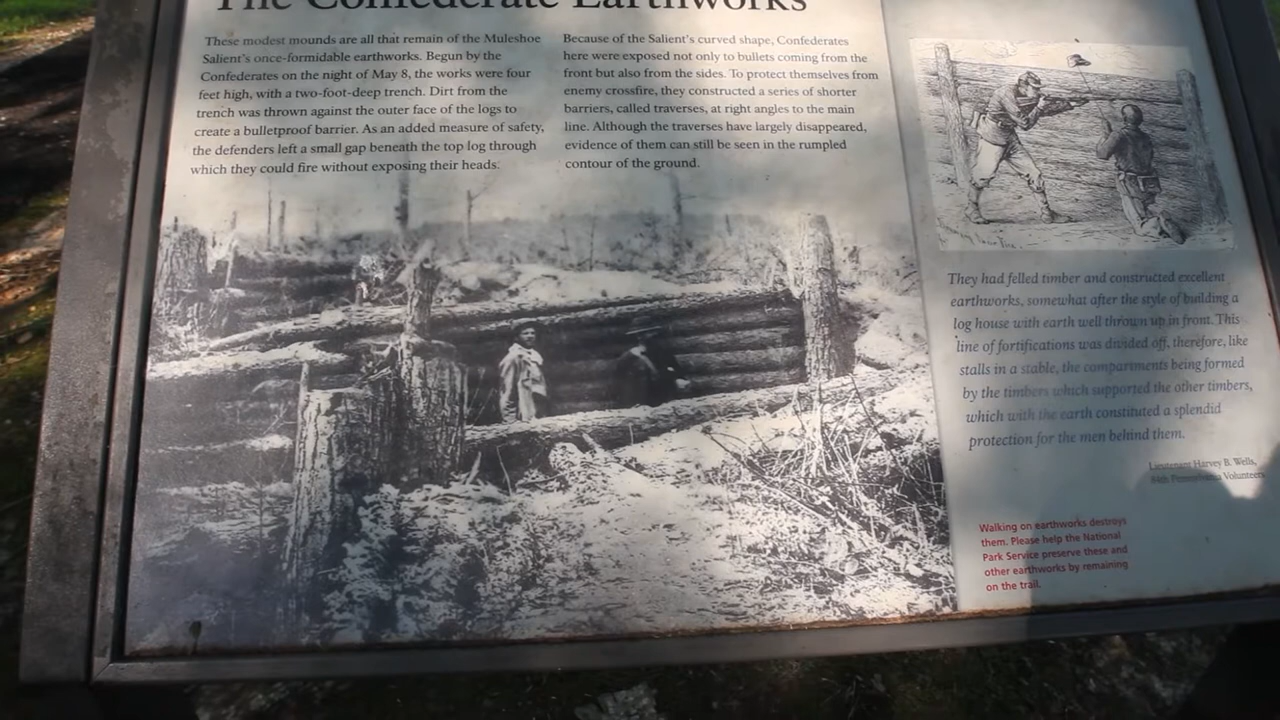 The Confederate Earthworks
These modest mounds are all that remain of the Muleshoe
Salient's once-formidable earthworks. Begun by the
Confederates on the night of May 8, the works were four
feet high, with a two-foot-deep trench. Dirt from the
trench was thrown against the outer face of the logs to
create a bulletproof barrier. As an added measure of safety,
the defenders left a small gap beneath the top log through
which they could fire without exposing their heads.
Because of the Salient's curved shape, Confederates
here were exposed not only to bullets coming from the
front but also from the sides. To protect themselves from
enemy crossfire, they constructed a series of shorter
barriers, called traverses, at right angles to the main
line. Although the traverses have largely disappeared,
evidence of them can still be seen in the rumpled
contour of the ground.
They had felled timber and constructed excellent
earthworks, somewhat after the style of building a
log house with earth well thrown up in front. This
line of fortifications was divided off, therefore, like
stalls in a stable, the compartments being formed
by the timbers which supported the other timbers,
which with the earth constituted a splendid
protection for the men behind them.
Lieutenant Harvey B. Wells,
Pennsylvania Volunteers
Walking on earthworks destroys
them. Please help the National
Park Service preserve these and
other earthworks by remaining
on the trail.